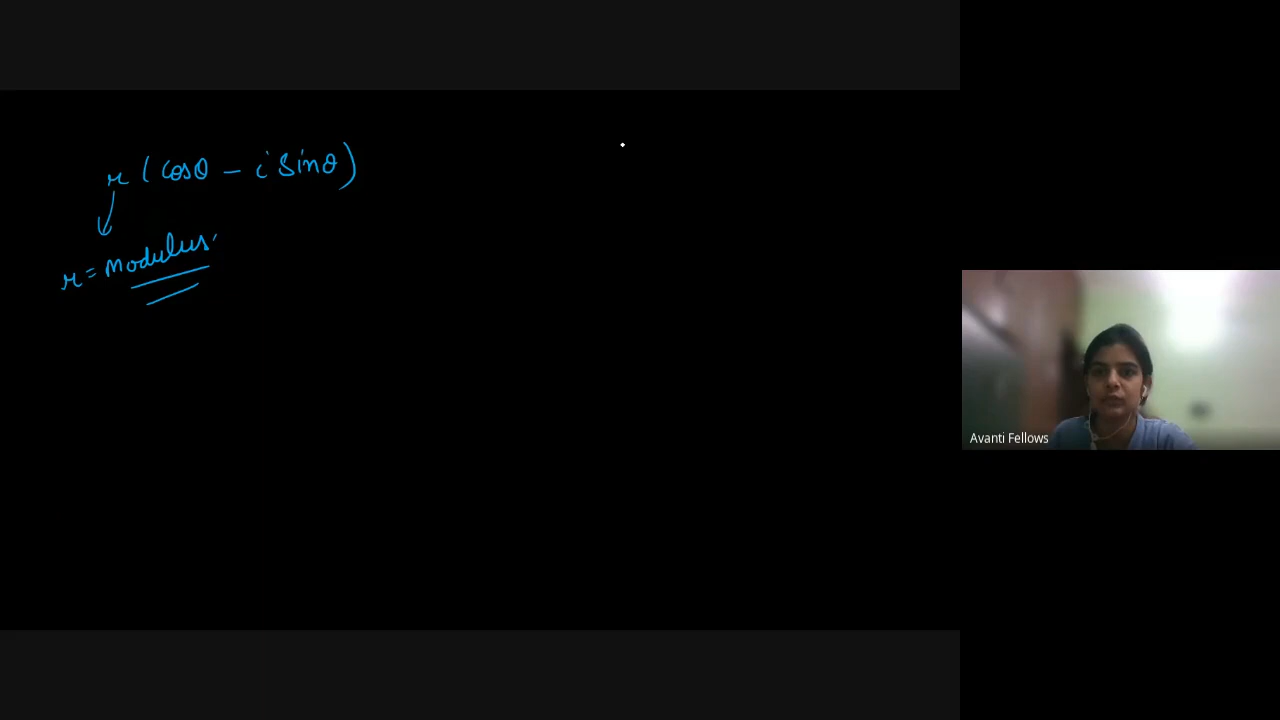 r (cosθ - i sinθ)
r = Modulus.
Avanti Fellows